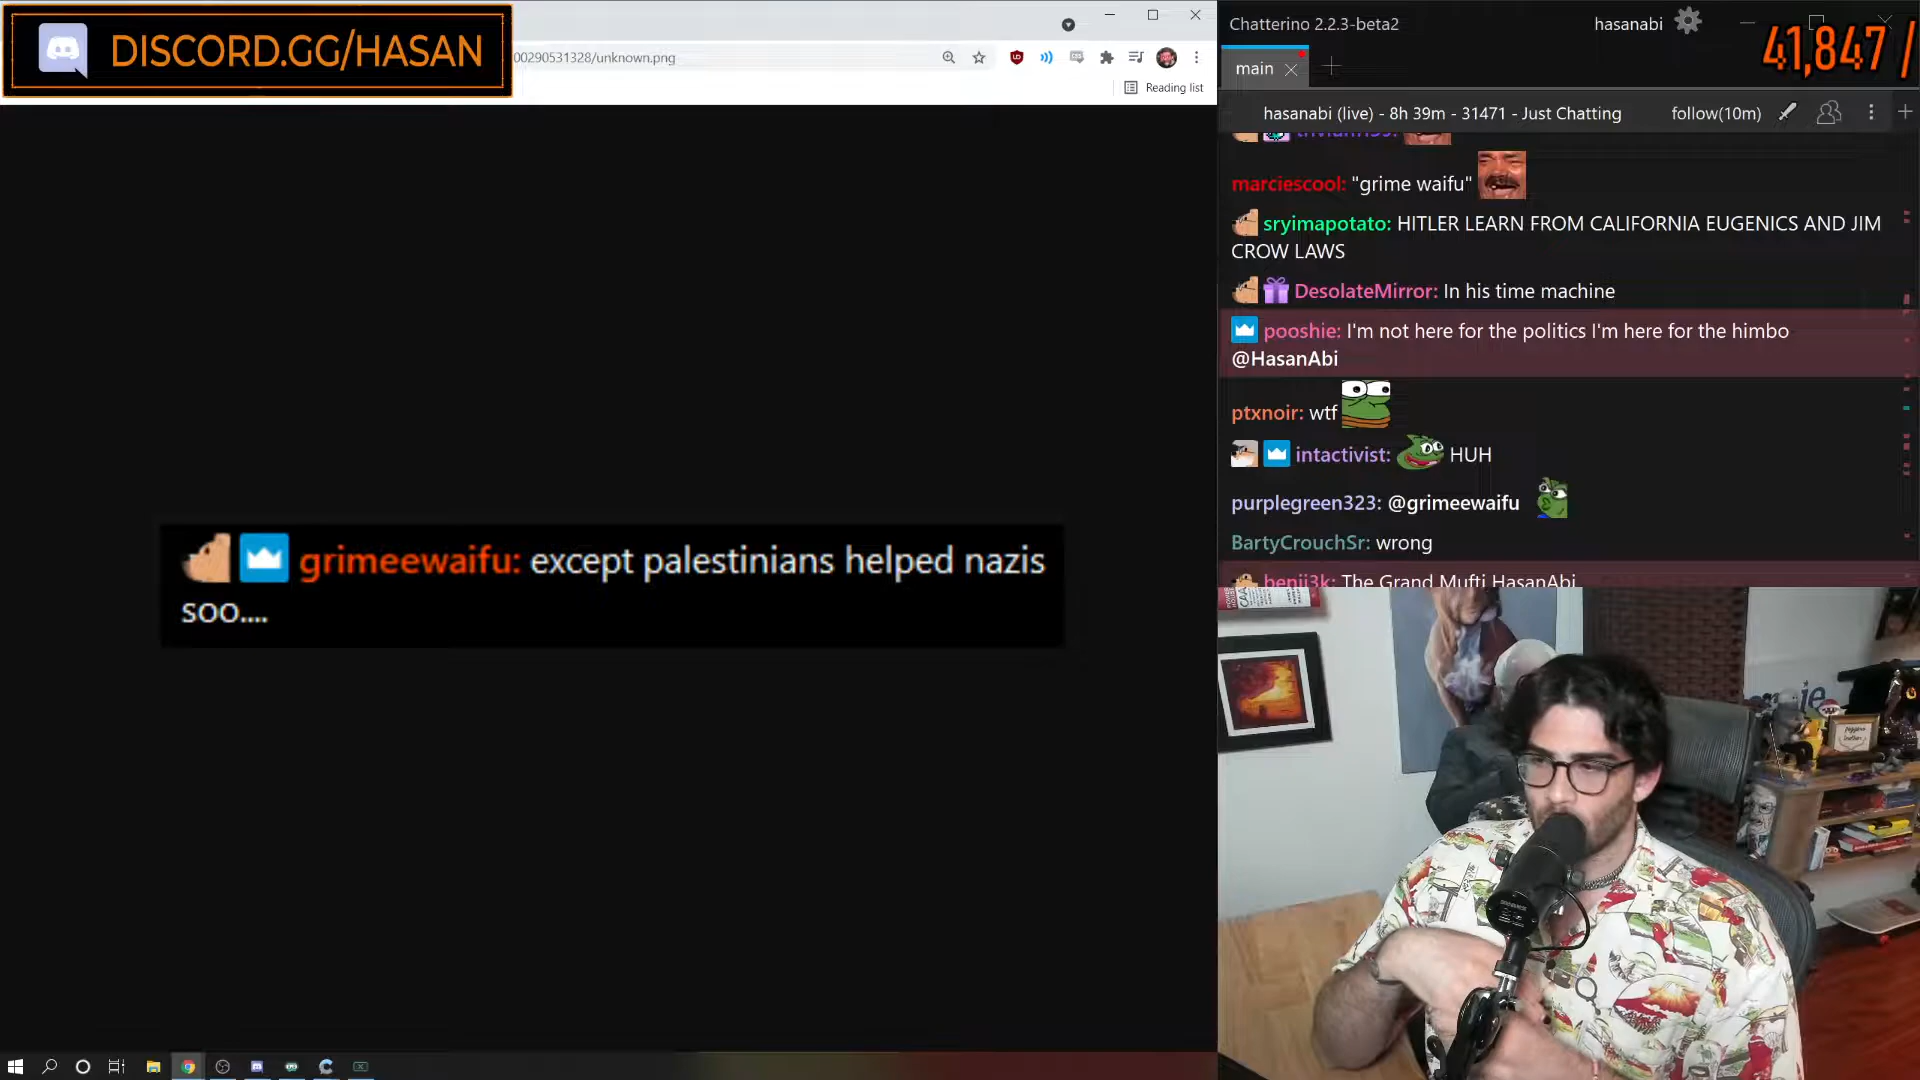 DISCORD.GG/HASAN
00290531328/unknown.png
Reading list
grimeewaifu: except palestinians helped nazis
soo....
Chatterino 2.2.3-beta2
hasanabi
41,847 /
main
hasanabi (live) - 8h 39m - 31471 - Just Chatting
follow(10m)
marciescool: "grime waifu"
sryimapotato: HITLER LEARN FROM CALIFORNIA EUGENICS AND JIM
CROW LAWS
DesolateMirror: In his time machine
pooshie: I'm not here for the politics I'm here for the himbo
@HasanAbi
ptxnoir: wtf
intactivist: HUH
purplegreen323: @grimeewaifu
BartyCrouchSr: wrong
benji3k: The Grand Mufti HasanAbi